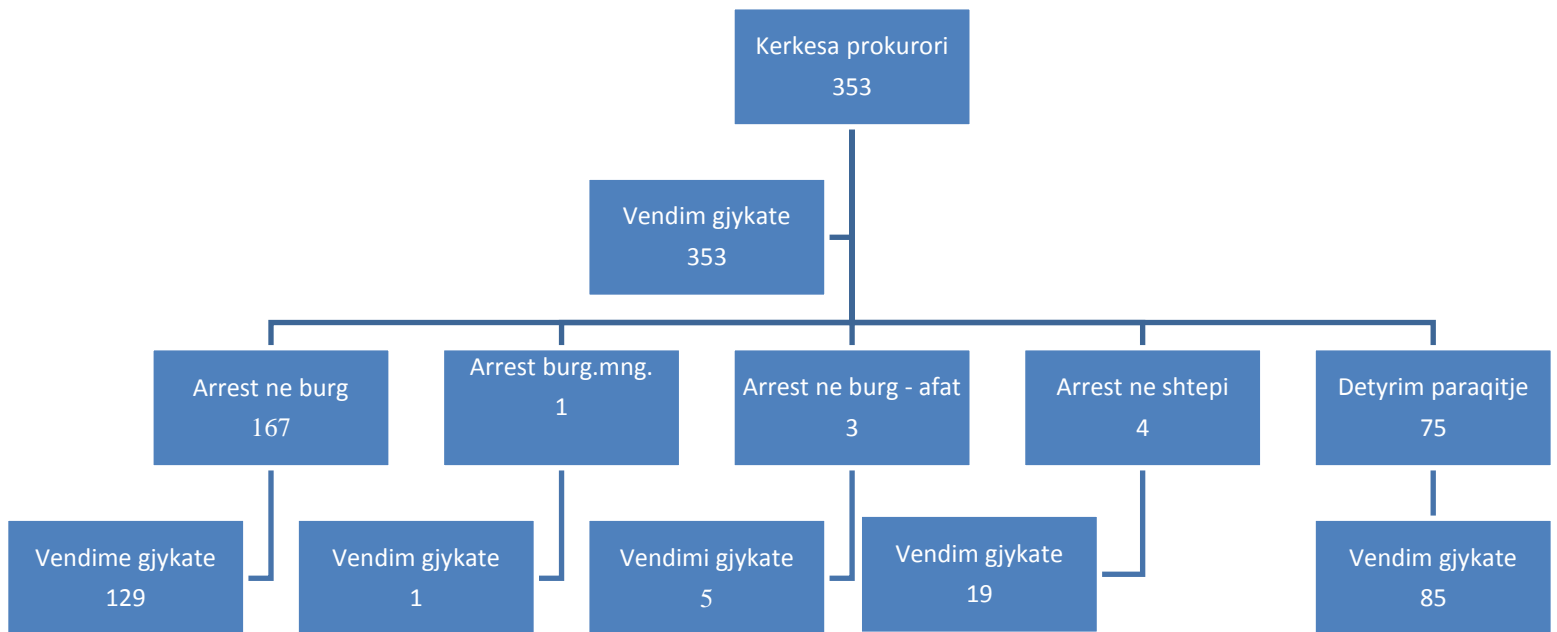 Kerkesa prokurori
353
Vendim gjykate
353
Arrest ne burg
167
Arrest burg.mng.
1
Arrest ne burg - afat
3
Arrest ne shtepi
4
Detyrim paraqitje
75
Vendime gjykate
129
Vendim gjykate
1
Vendimi gjykate
5
Vendim gjykate
19
Vendim gjykate
85